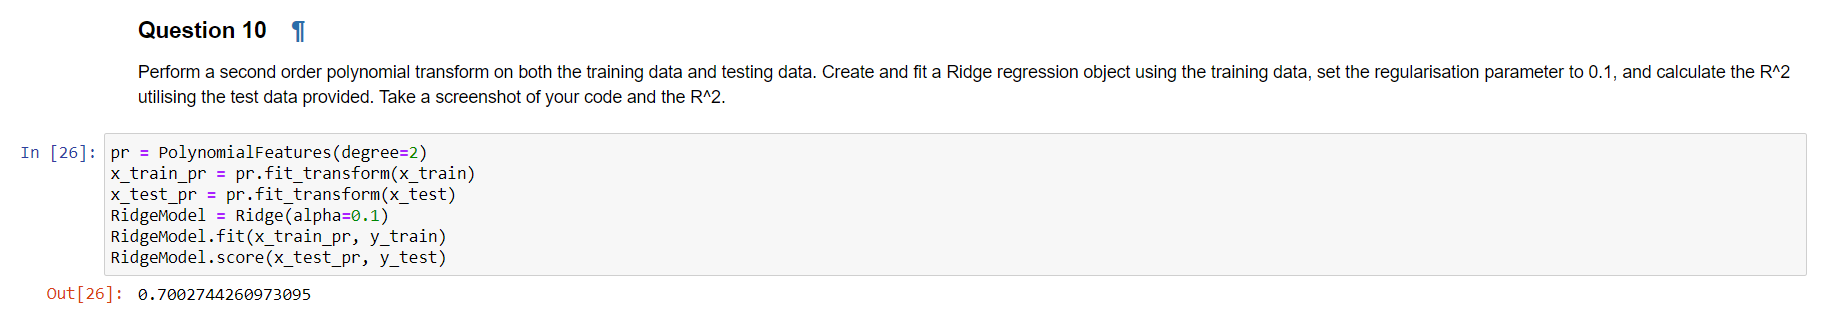 Question 10 ¶
Perform a second order polynomial transform on both the training data and testing data. Create and fit a Ridge regression object using the training data, set the regularisation parameter to 0.1, and calculate the R^2
utilising the test data provided. Take a screenshot of your code and the R^2.
In [26]: pr = PolynomialFeatures(degree=2)
x_train_pr = pr.fit_transform(x_train)
x_test_pr = pr.fit_transform(x_test)
RidgeModel = Ridge(alpha=0.1)
RidgeModel.fit(x_train_pr, y_train)
RidgeModel.score(x_test_pr, y_test)
Out[26]: 0.7002744260973095